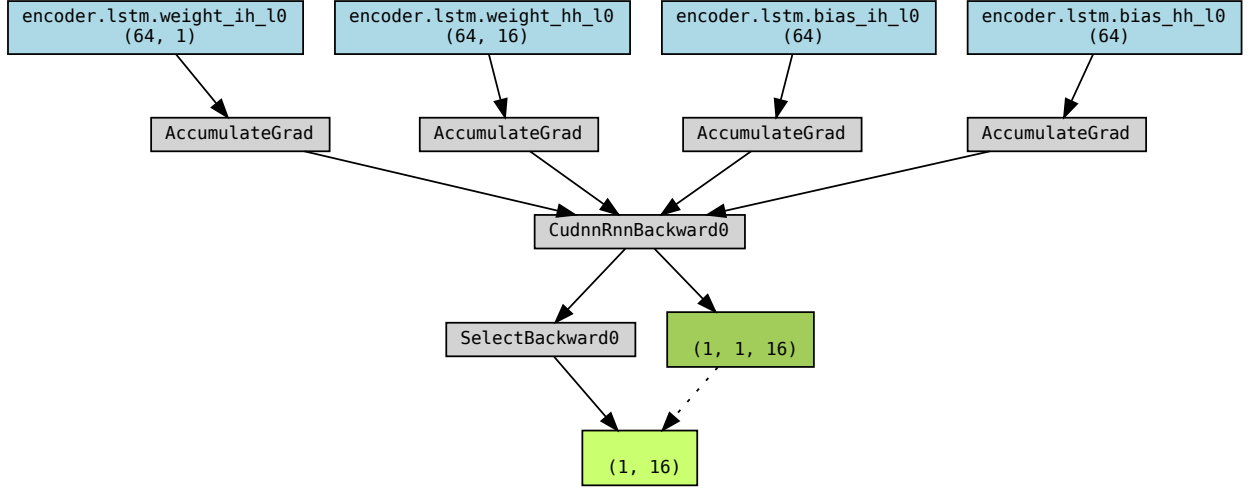 encoder.lstm.weight_ih_l0
(64, 1)
encoder.lstm.weight_hh_l0
(64, 16)
encoder.lstm.bias_ih_l0
(64)
encoder.lstm.bias_hh_l0
(64)
AccumulateGrad
AccumulateGrad
AccumulateGrad
AccumulateGrad
CudnnRnnBackward0
SelectBackward0
(1, 1, 16)
(1, 16)